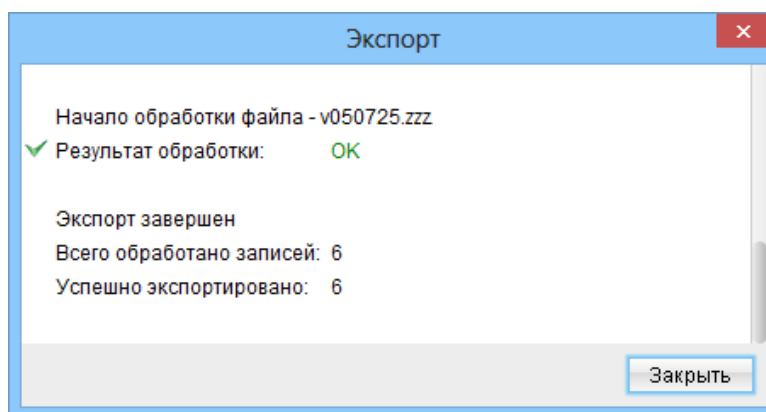 Экспорт
Начало обработки файла - v050725.zzz
Результат обработки: OK
Экспорт завершен
Всего обработано записей: 6
Успешно экспортировано: 6
Закрыть